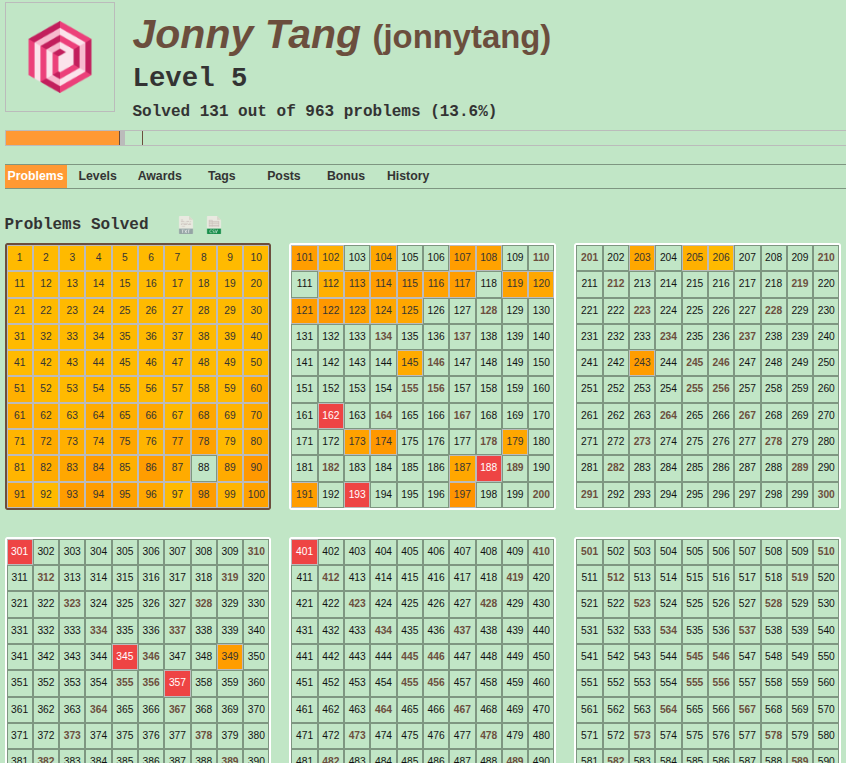 Jonny Tang (jonnytang)
Level 5
Solved 131 out of 963 problems (13.6%)
Problems Levels Awards Tags Posts Bonus History
Problems Solved TXT CSV
1 2 3 4 5 6 7 8 9 10 101 102 103 104 105 106 107 108 109 110 201 202 203 204 205 206 207 208 209 210
11 12 13 14 15 16 17 18 19 20 111 112 113 114 115 116 117 118 119 120 211 212 213 214 215 216 217 218 219 220
21 22 23 24 25 26 27 28 29 30 121 122 123 124 125 126 127 128 129 130 221 222 223 224 225 226 227 228 229 230
31 32 33 34 35 36 37 38 39 40 131 132 133 134 135 136 137 138 139 140 231 232 233 234 235 236 237 238 239 240
41 42 43 44 45 46 47 48 49 50 141 142 143 144 145 146 147 148 149 150 241 242 243 244 245 246 247 248 249 250
51 52 53 54 55 56 57 58 59 60 151 152 153 154 155 156 157 158 159 160 251 252 253 254 255 256 257 258 259 260
61 62 63 64 65 66 67 68 69 70 161 162 163 164 165 166 167 168 169 170 261 262 263 264 265 266 267 268 269 270
71 72 73 74 75 76 77 78 79 80 171 172 173 174 175 176 177 178 179 180 271 272 273 274 275 276 277 278 279 280
81 82 83 84 85 86 87 88 89 90 181 182 183 184 185 186 187 188 189 190 281 282 283 284 285 286 287 288 289 290
91 92 93 94 95 96 97 98 99 100 191 192 193 194 195 196 197 198 199 200 291 292 293 294 295 296 297 298 299 300
301 302 303 304 305 306 307 308 309 310 401 402 403 404 405 406 407 408 409 410 501 502 503 504 505 506 507 508 509 510
311 312 313 314 315 316 317 318 319 320 411 412 413 414 415 416 417 418 419 420 511 512 513 514 515 516 517 518 519 520
321 322 323 324 325 326 327 328 329 330 421 422 423 424 425 426 427 428 429 430 521 522 523 524 525 526 527 528 529 530
331 332 333 334 335 336 337 338 339 340 431 432 433 434 435 436 437 438 439 440 531 532 533 534 535 536 537 538 539 540
341 342 343 344 345 346 347 348 349 350 441 442 443 444 445 446 447 448 449 450 541 542 543 544 545 546 547 548 549 550
351 352 353 354 355 356 357 358 359 360 451 452 453 454 455 456 457 458 459 460 551 552 553 554 555 556 557 558 559 560
361 362 363 364 365 366 367 368 369 370 461 462 463 464 465 466 467 468 469 470 561 562 563 564 565 566 567 568 569 570
371 372 373 374 375 376 377 378 379 380 471 472 473 474 475 476 477 478 479 480 571 572 573 574 575 576 577 578 579 580
381 382 383 384 385 386 387 388 389 390 481 482 483 484 485 486 487 488 489 490 581 582 583 584 585 586 587 588 589 590